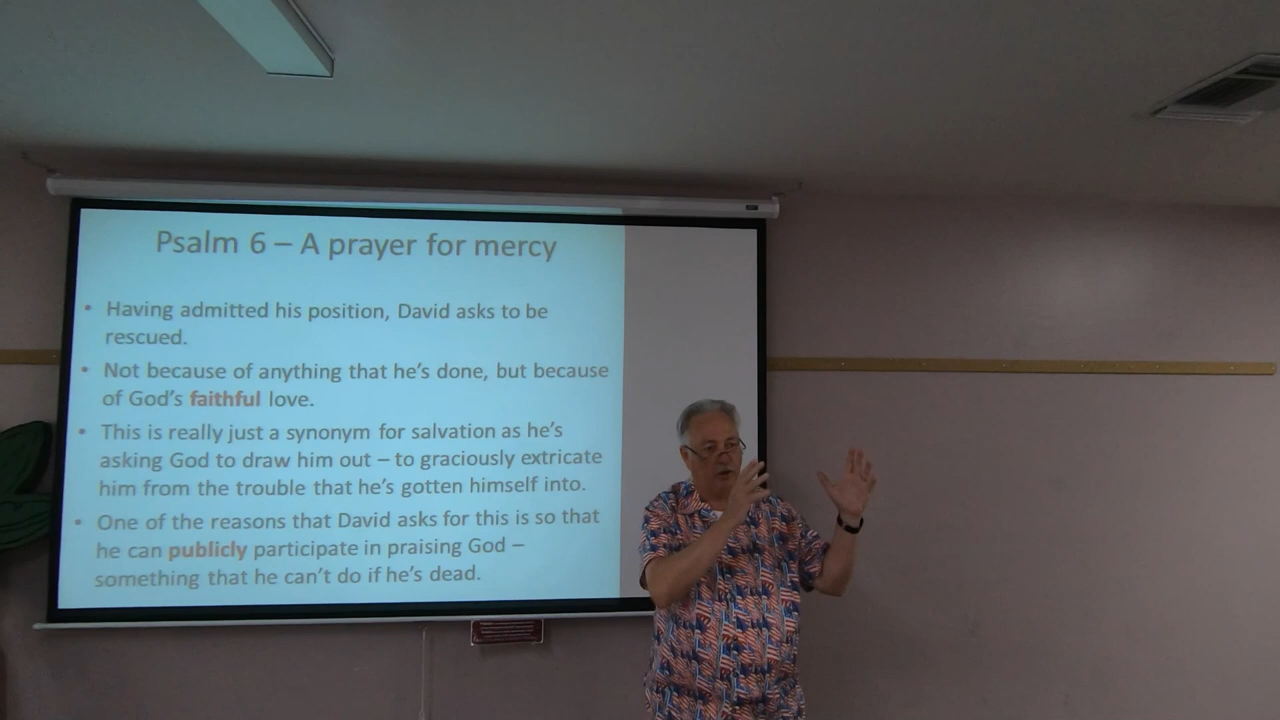 Psalm 6 – A prayer for mercy
• Having admitted his position, David asks to be
rescued.
• Not because of anything that he's done, but because
of God's faithful love.
• This is really just a synonym for salvation as he's
asking God to draw him out – to graciously extricate
him from the trouble that he's gotten himself into.
• One of the reasons that David asks for this is so that
he can publicly participate in praising God –
something that he can't do if he's dead.